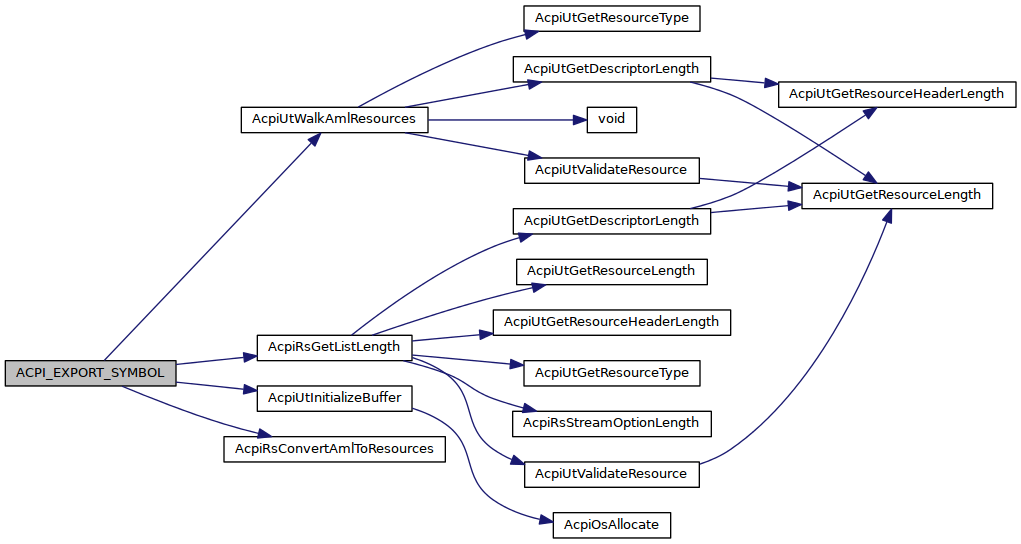 AcpiUtGetResourceType
AcpiUtGetDescriptorLength
AcpiUtGetResourceHeaderLength
AcpiUtWalkAmlResources
void
AcpiUtValidateResource
AcpiUtGetResourceLength
AcpiUtGetDescriptorLength
AcpiUtGetResourceLength
AcpiUtGetResourceHeaderLength
AcpiRsGetListLength
ACPI_EXPORT_SYMBOL
AcpiUtGetResourceType
AcpiUtInitializeBuffer
AcpiRsStreamOptionLength
AcpiRsConvertAmlToResources
AcpiUtValidateResource
AcpiOsAllocate